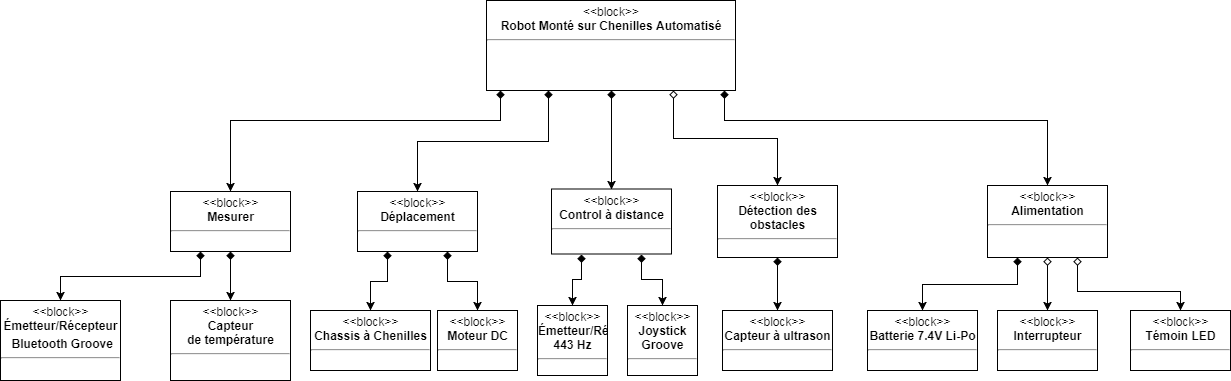 <<block>>
Robot Monté sur Chenilles Automatisé
<<block>>
Mesurer
<<block>>
Déplacement
<<block>>
Control à distance
<<block>>
Détection des
obstacles
<<block>>
Alimentation
<<block>>
Émetteur/Récepteur
Bluetooth Groove
<<block>>
Capteur
de température
<<block>>
Chassis à Chenilles
<<block>>
Moteur DC
<<block>>
Émetteur/Ré
443 Hz
<<block>>
Joystick
Groove
<<block>>
Capteur à ultrason
<<block>>
Batterie 7.4V Li-Po
<<block>>
Interrupteur
<<block>>
Témoin LED